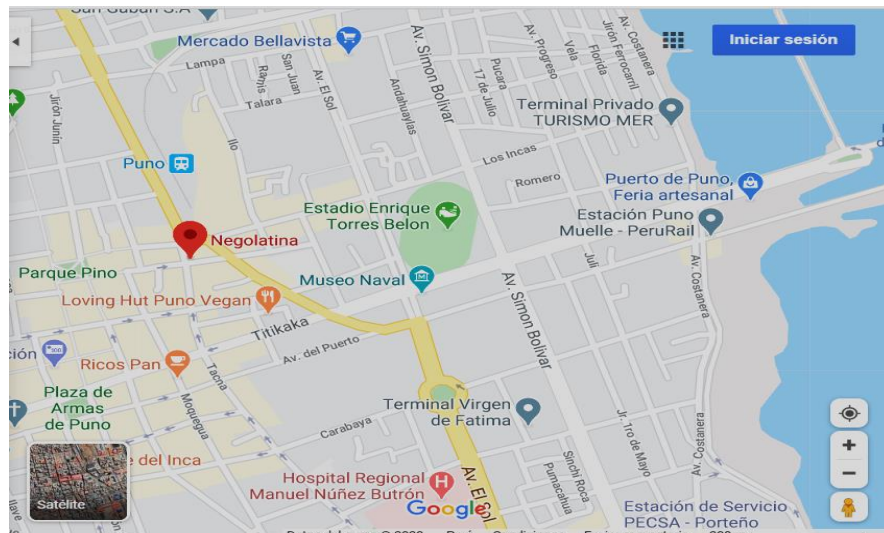 San Gabán S.A
Mercado Bellavista
Iniciar sesión
Lampa
Ramis
San Juan
Av. El Sol
Talara
Andahuaylas
Av. Simon Bolivar
Pucara
17 de Julio
Av. Progreso
Vela
Florida
Jirón Ferrocarril
Av. Costanera
Jirón Junin
Ilo
Terminal Privado
TURISMO MER
Puno
Los Incas
Romero
Puerto de Puno,
Feria artesanal
Estadio Enrique
Torres Belon
Estación Puno
Muelle - PeruRail
Negolatina
Parque Pino
Museo Naval
Juli
Av. Costanera
Loving Hut Puno Vegan
Titikaka
Av. Simon Bolivar
Av. del Puerto
Ricos Pan
Tacna
Plaza de
Armas
de Puno
Moquegua
Terminal Virgen
de Fatima
Carabaya
Jr. 1ro de Mayo
Av. Costanera
del Inca
Satélite
Hospital Regional
Manuel Núñez Butrón
Av. El Sol
Sinchi Roca
Pumacahua
Google
Estación de Servicio
PECSA - Porteño